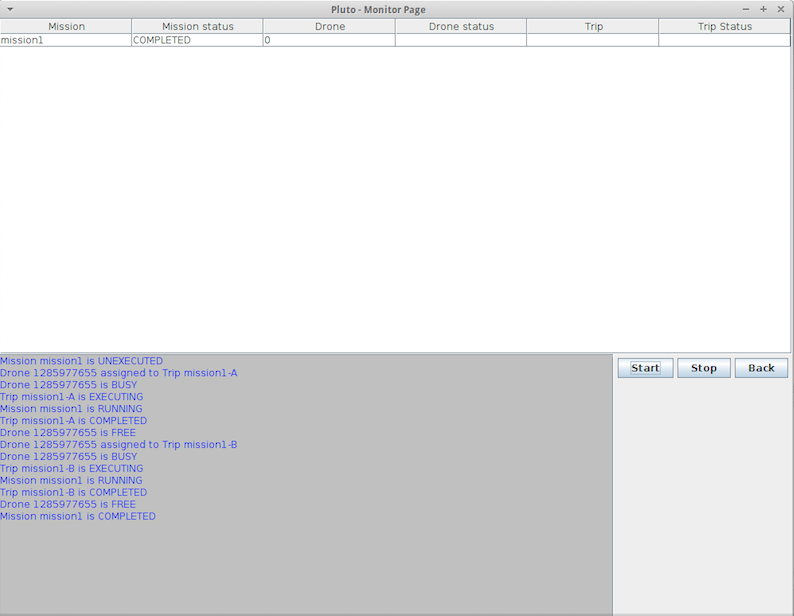 Pluto - Monitor Page
Mission Mission status Drone Drone status Trip Trip Status
mission1 COMPLETED 0
Mission mission1 is UNEXECUTED
Drone 1285977655 assigned to Trip mission1-A
Drone 1285977655 is BUSY
Trip mission1-A is EXECUTING
Mission mission1 is RUNNING
Trip mission1-A is COMPLETED
Drone 1285977655 is FREE
Drone 1285977655 assigned to Trip mission1-B
Drone 1285977655 is BUSY
Trip mission1-B is EXECUTING
Mission mission1 is RUNNING
Trip mission1-B is COMPLETED
Drone 1285977655 is FREE
Mission mission1 is COMPLETED
Start Stop Back